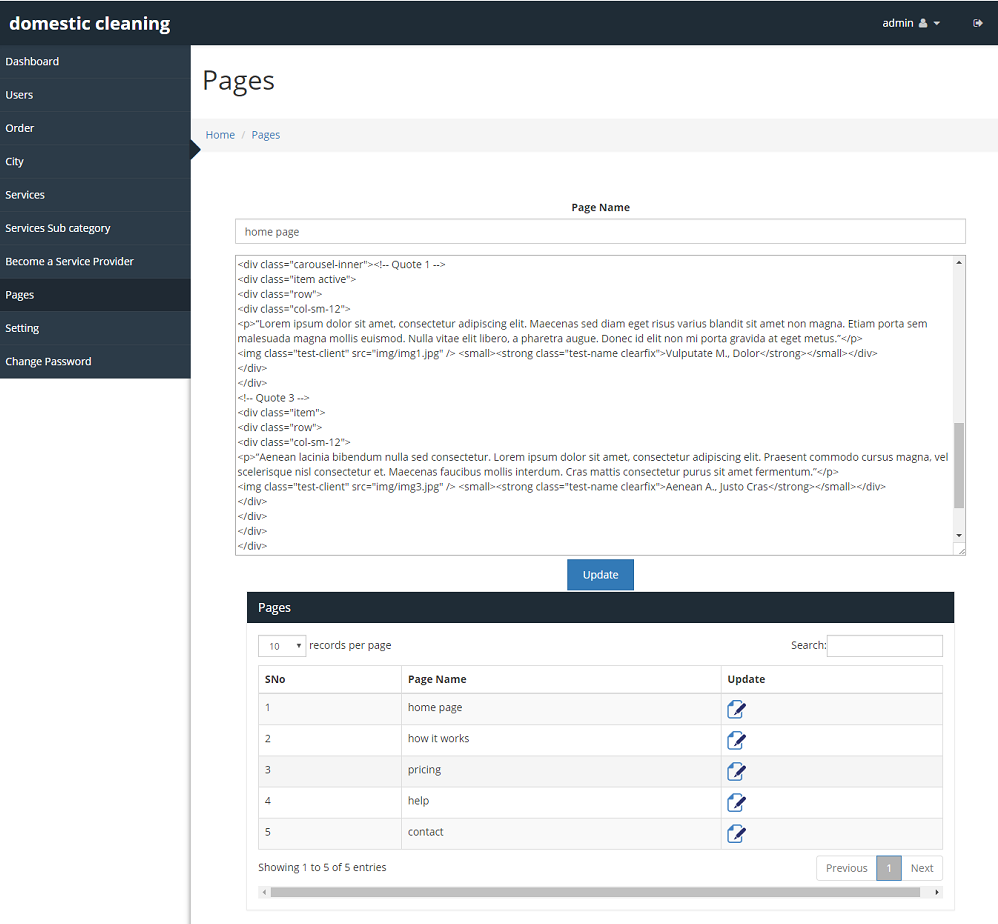 domestic cleaning
admin
Dashboard
Users
Order
City
Services
Services Sub category
Become a Service Provider
Pages
Setting
Change Password
Pages
Home / Pages
Page Name
home page
<div class="carousel-inner"><!-- Quote 1 -->
<div class="item active">
<div class="row">
<div class="col-sm-12">
<p>“Lorem ipsum dolor sit amet, consectetur adipiscing elit. Maecenas sed diam eget risus varius blandit sit amet non magna. Etiam porta sem
malesuada magna mollis euismod. Nulla vitae elit libero, a pharetra augue. Donec id elit non mi porta gravida at eget metus.”</p>
<img class="test-client" src="img/img1.jpg" /> <small><strong class="test-name clearfix">Vulputate M., Dolor</strong></small></div>
</div>
</div>
<!-- Quote 3 -->
<div class="item">
<div class="row">
<div class="col-sm-12">
<p>“Aenean lacinia bibendum nulla sed consectetur. Lorem ipsum dolor sit amet, consectetur adipiscing elit. Praesent commodo cursus magna, vel
scelerisque nisl consectetur et. Maecenas faucibus mollis interdum. Cras mattis consectetur purus sit amet fermentum.”</p>
<img class="test-client" src="img/img3.jpg" /> <small><strong class="test-name clearfix">Aenean A., Justo Cras</strong></small></div>
</div>
</div>
</div>
</div>
Update
Pages
10 records per page Search:
SNo Page Name Update
1 home page
2 how it works
3 pricing
4 help
5 contact
Showing 1 to 5 of 5 entries Previous 1 Next